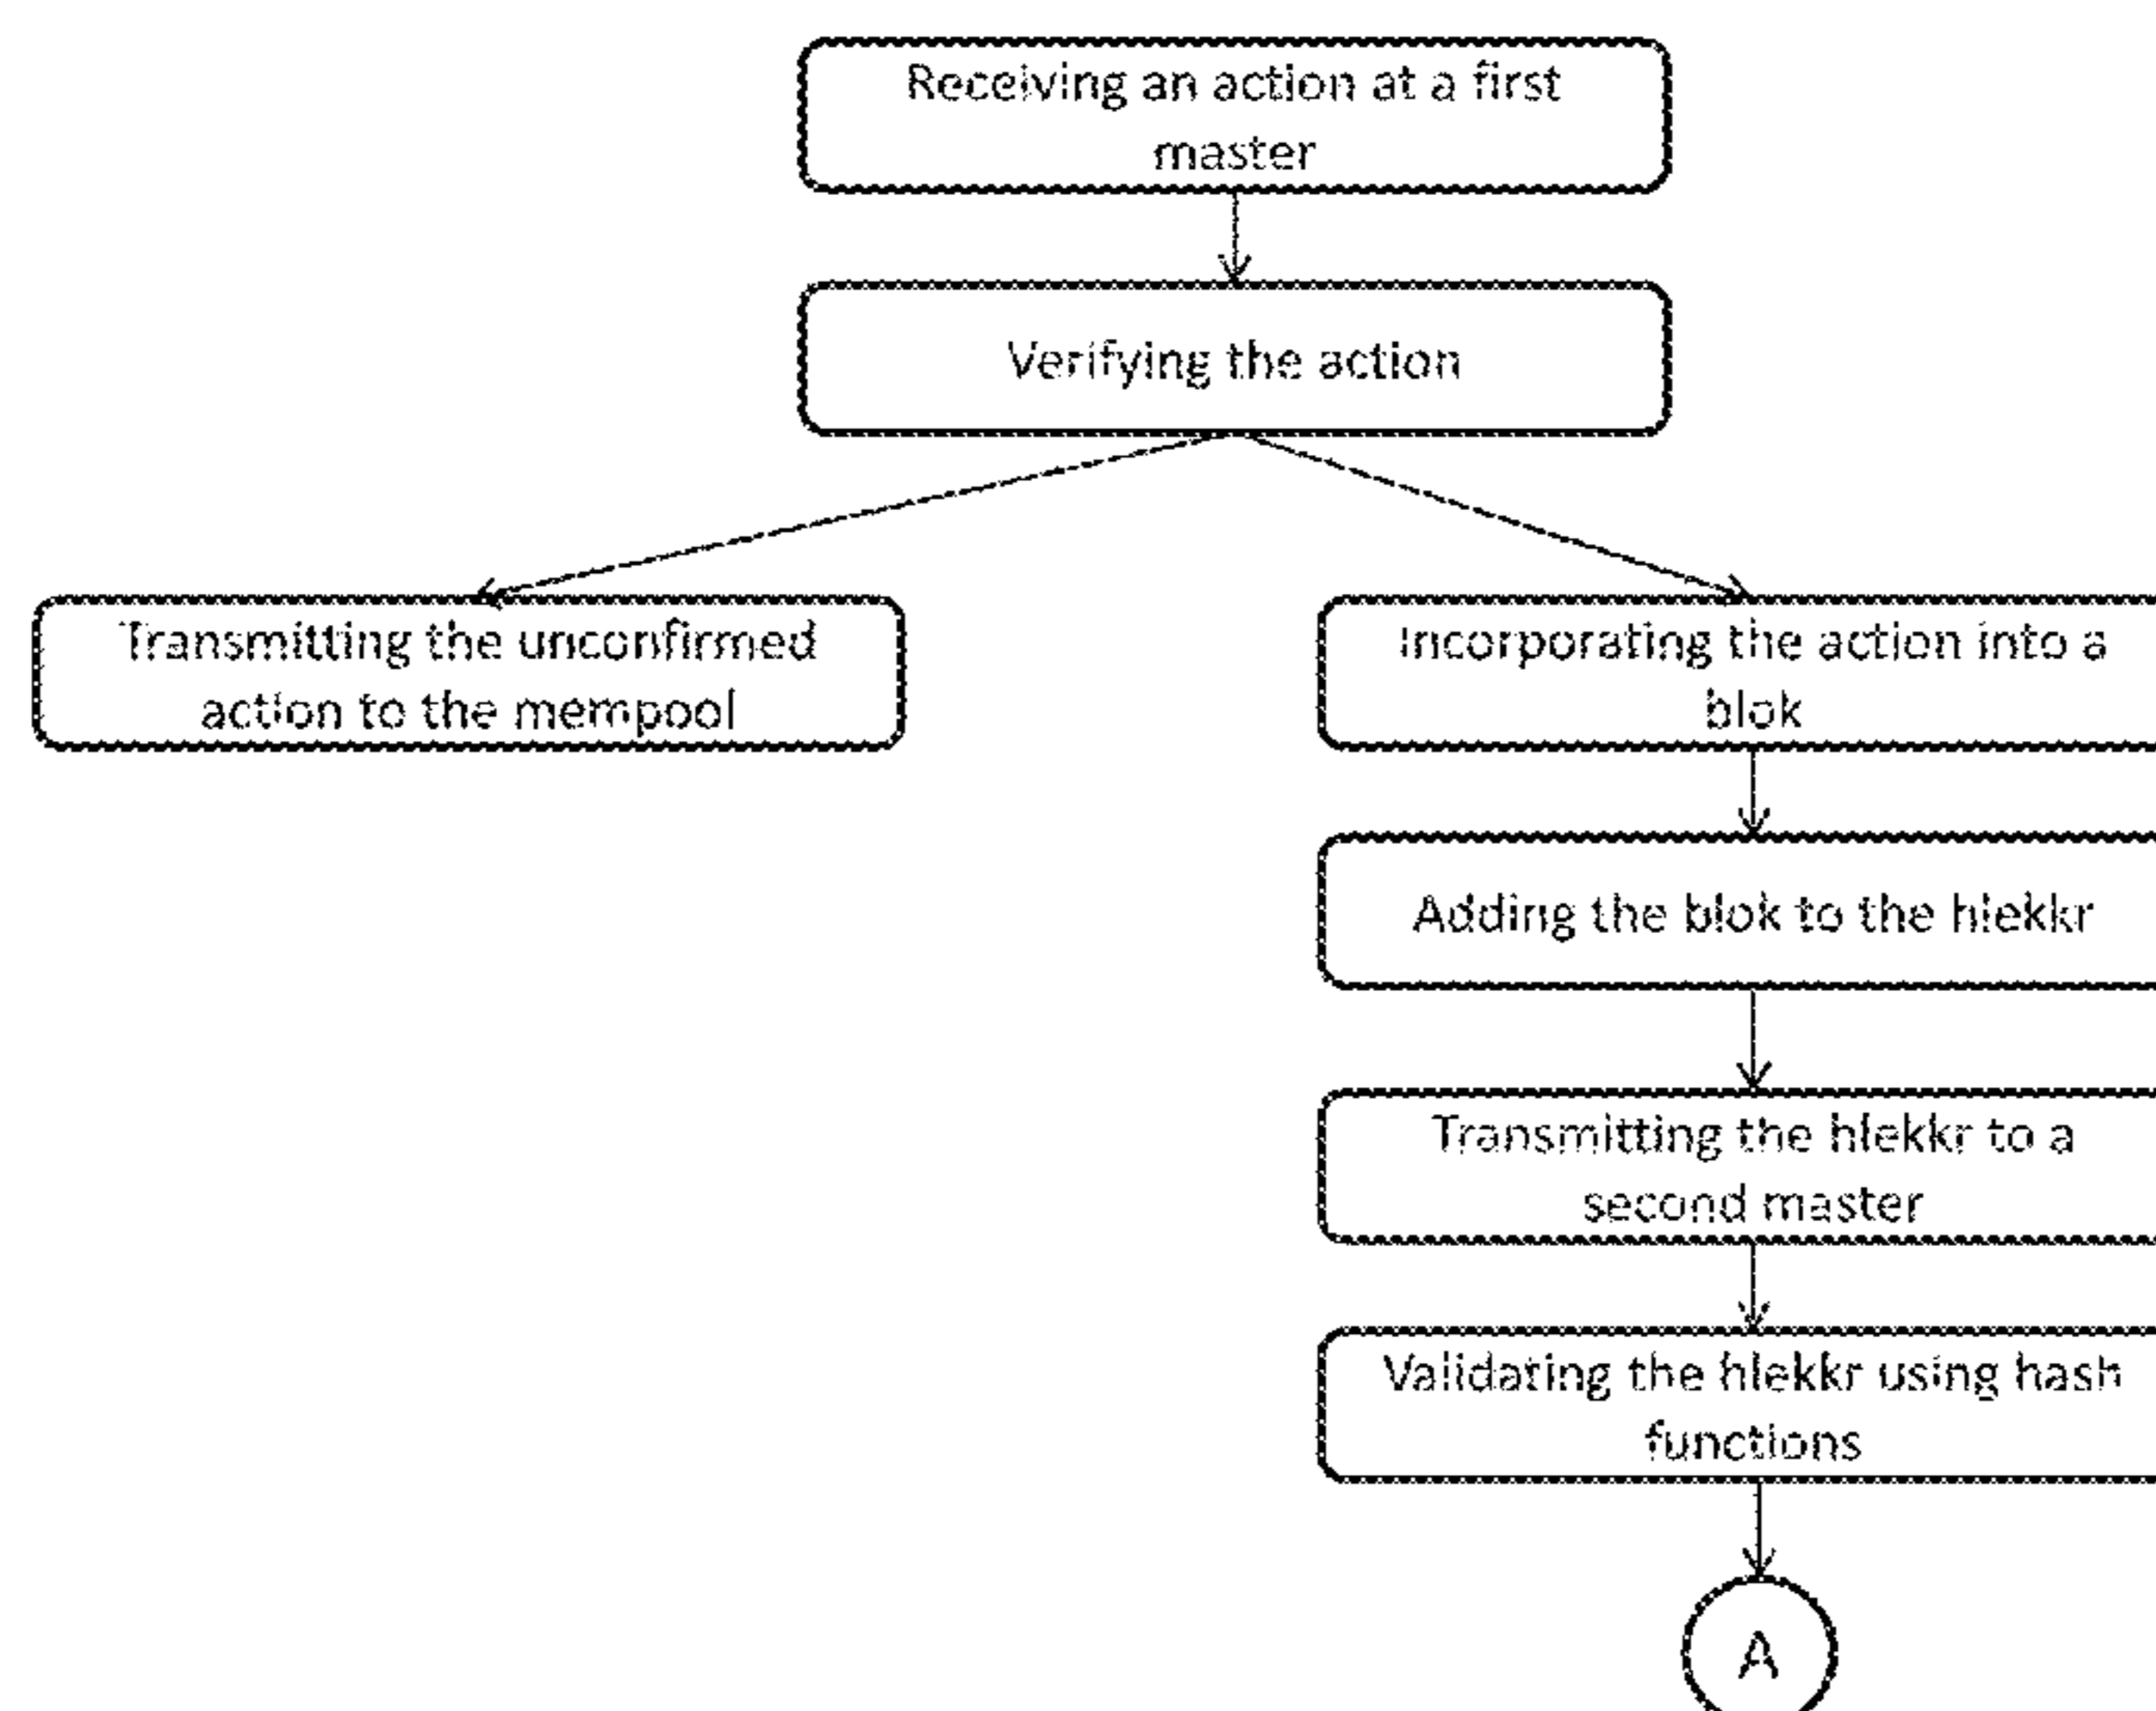 Receiving an action at a first
master
Verifying the action
Transmitting the unconfirmed
action to the mempool
Incorporating the action into a
blok
Adding the blok to the hlekkr
Transmitting the hlekkr to a
second master
Validating the hlekkr using hash
functions
A